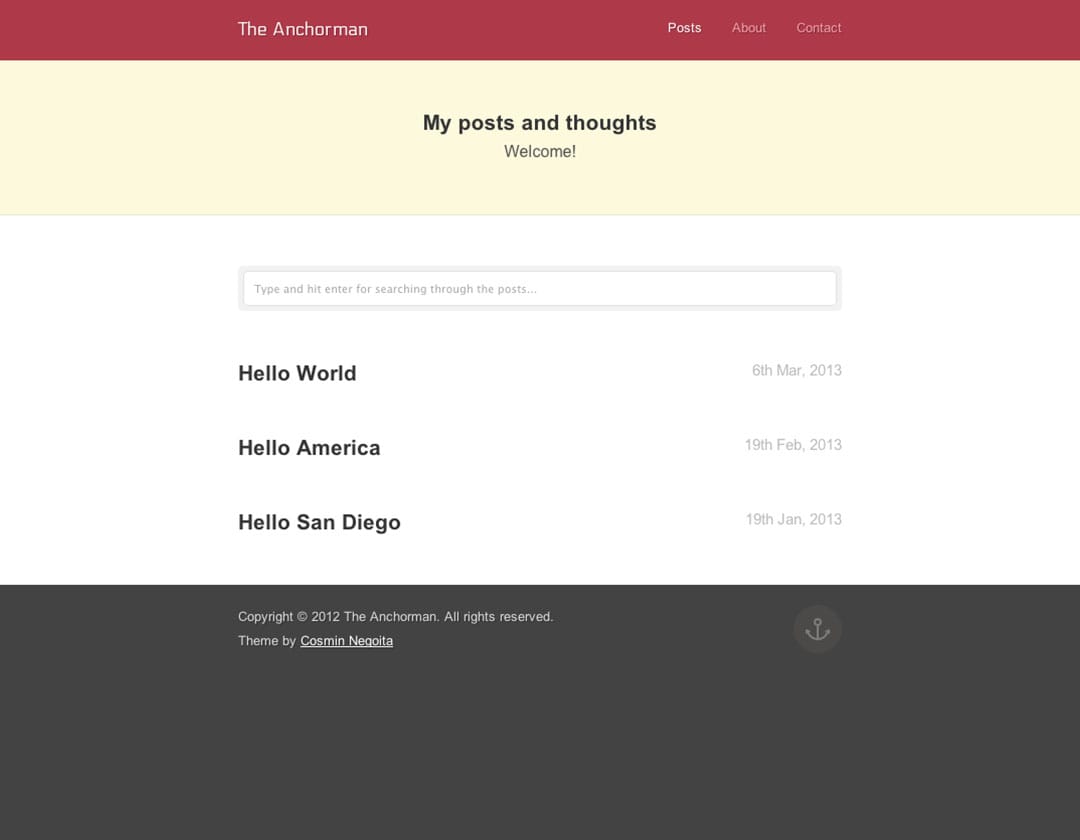 The Anchorman
Posts About Contact
My posts and thoughts
Welcome!
Type and hit enter for searching through the posts...
Hello World 6th Mar, 2013
Hello America 19th Feb, 2013
Hello San Diego 19th Jan, 2013
Copyright © 2012 The Anchorman. All rights reserved.
Theme by Cosmin Negoita